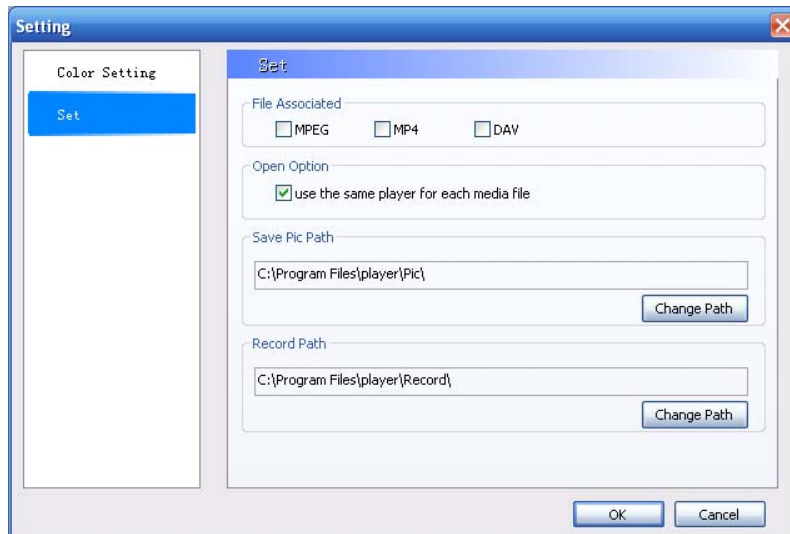 Setting
Color Setting
Set
Set
File Associated
MPEG MP4 DAV
Open Option
use the same player for each media file
Save Pic Path
C:\Program Files\player\Pic\
Change Path
Record Path
C:\Program Files\player\Record\
Change Path
OK Cancel